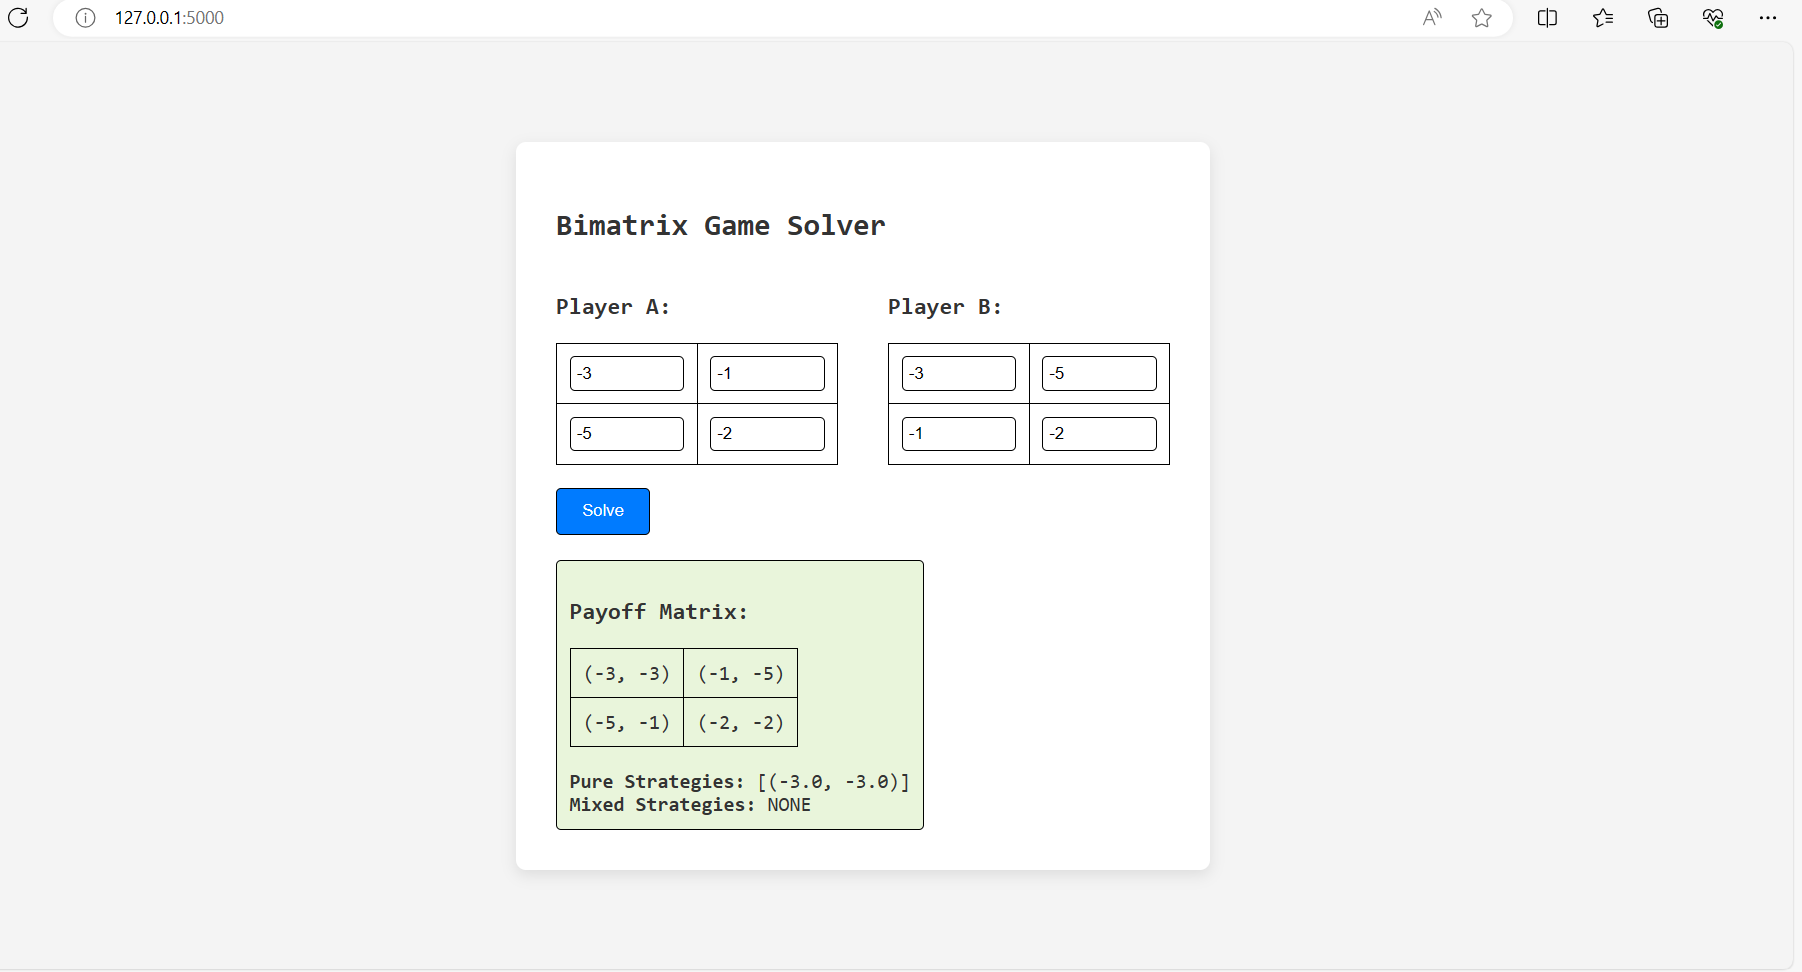 127.0.0.1:5000
Bimatrix Game Solver
Player A: Player B:
-3 -1 -3 -5
-5 -2 -1 -2
Solve
Payoff Matrix:
(-3, -3) (-1, -5)
(-5, -1) (-2, -2)
Pure Strategies: [(-3.0, -3.0)]
Mixed Strategies: NONE